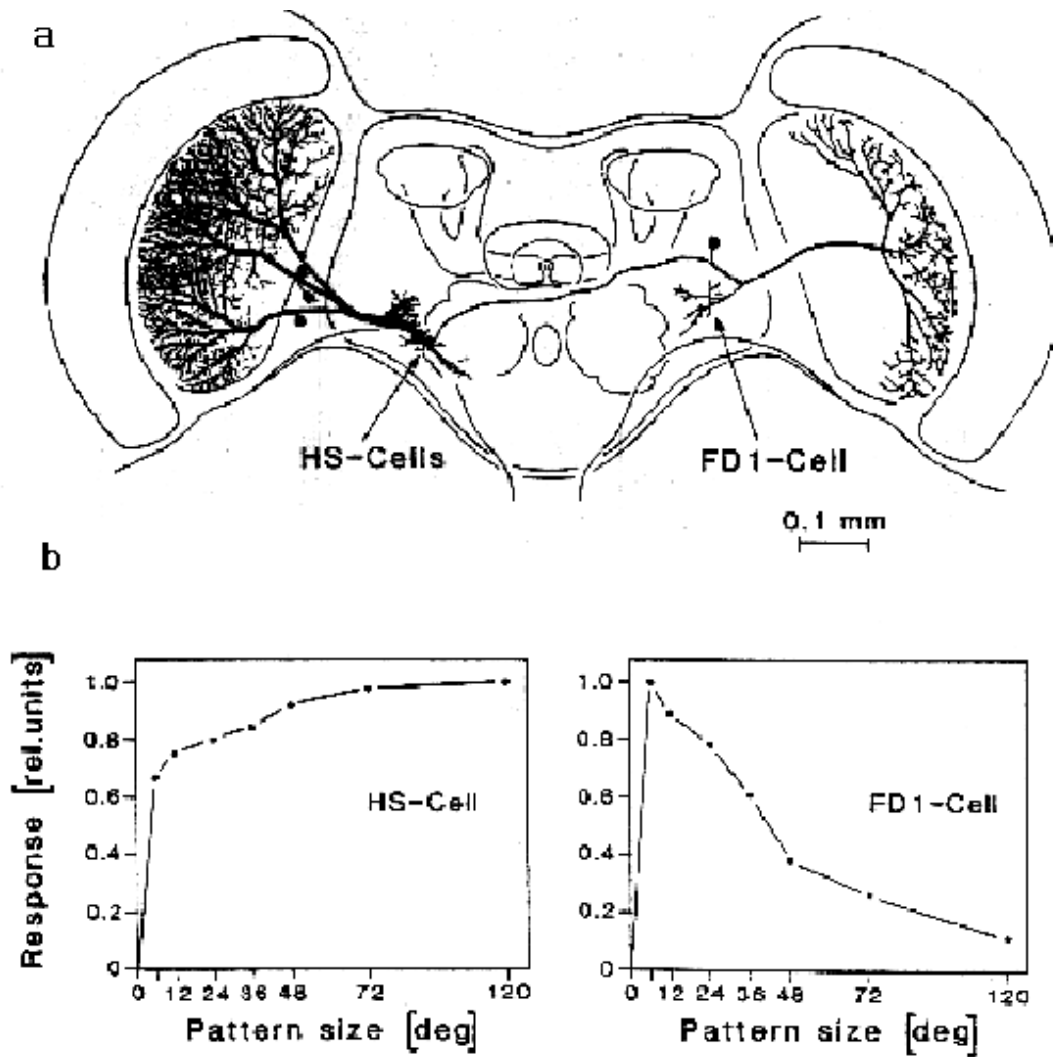 a
HS-Cells
FD1-Cell
0.1 mm
b
Response [rel.units]
1.0
0.8
0.6
0.4
0.2
0
HS-Cell
0 12 24 36 48 72 120
Pattern size [deg]
1.0
0.8
0.6
0.4
0.2
0
FD1-Cell
0 12 24 36 48 72 120
Pattern size [deg]